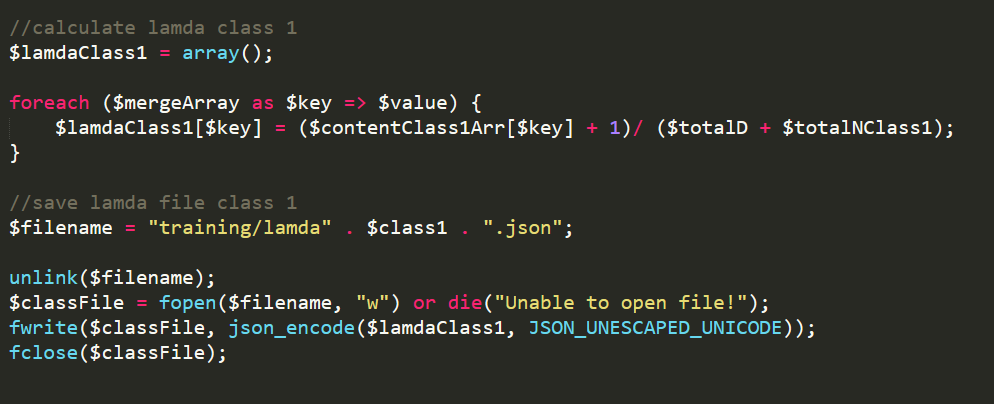 //calculate lamda class 1
$lamdaClass1 = array();
foreach ($mergeArray as $key => $value) {
$lamdaClass1[$key] = ($contentClass1Arr[$key] + 1)/ ($totalD + $totalNClass1);
}
//save lamda file class 1
$filename = "training/lamda" . $class1 . ".json";
unlink($filename);
$classFile = fopen($filename, "w") or die("Unable to open file!");
fwrite($classFile, json_encode($lamdaClass1, JSON_UNESCAPED_UNICODE));
fclose($classFile);